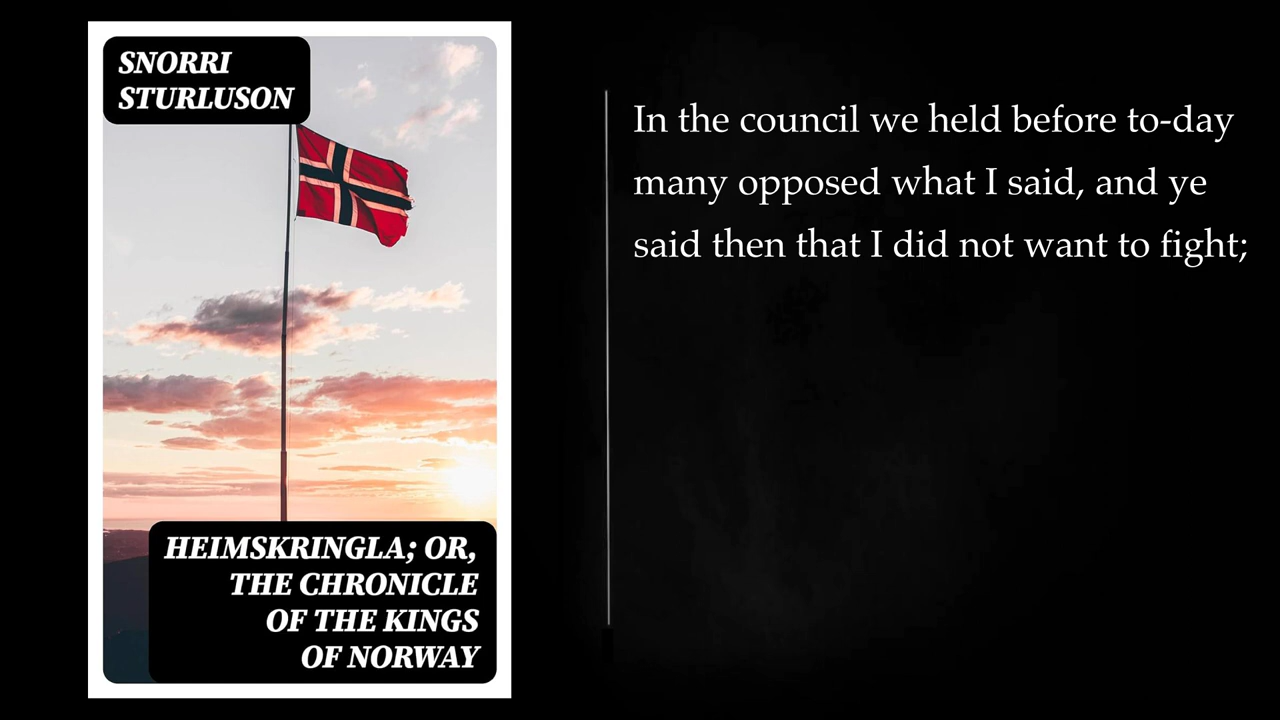 SNORRI
STURLUSON
HEIMSKRINGLA; OR,
THE CHRONICLE
OF THE KINGS
OF NORWAY
In the council we held before to-day
many opposed what I said, and ye
said then that I did not want to fight;